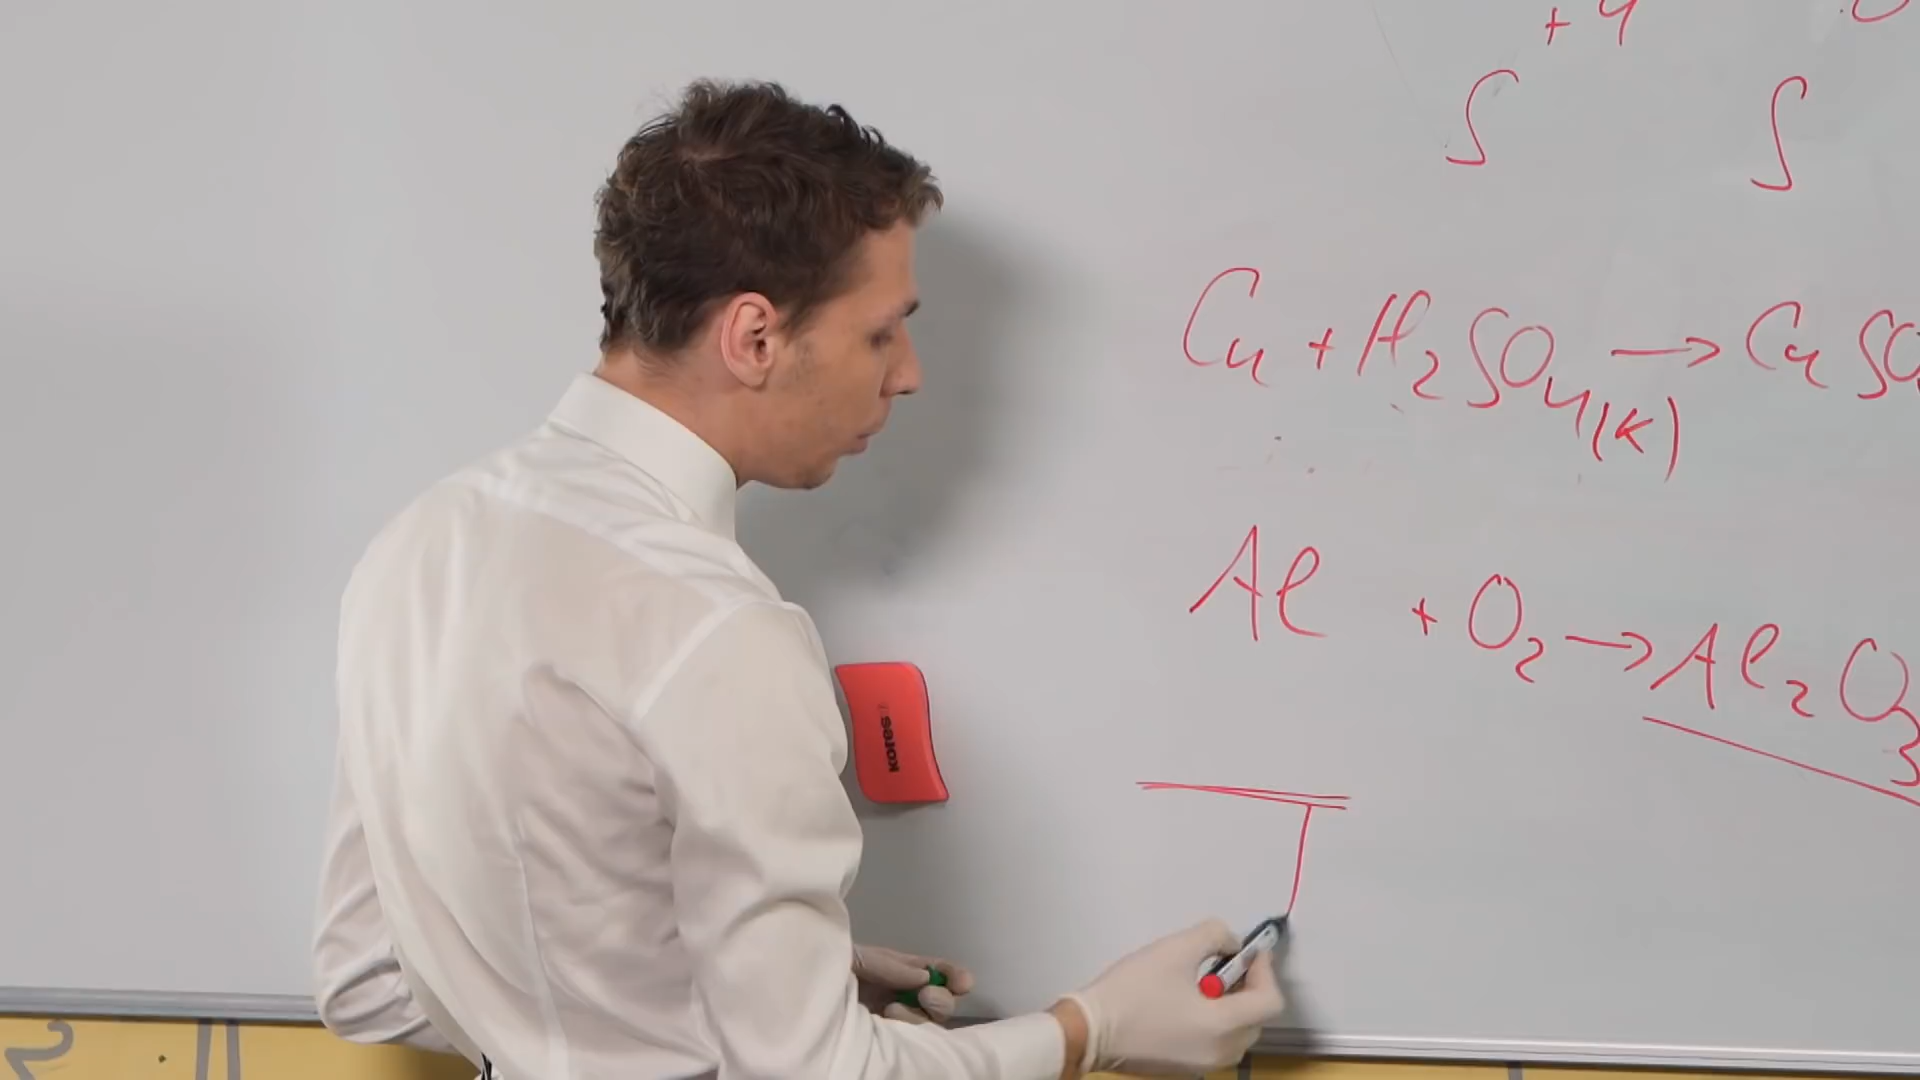 +4
S S
Cu + H₂SO₄(к) → CuSO
Al + O₂ → Al₂O₃
Kores